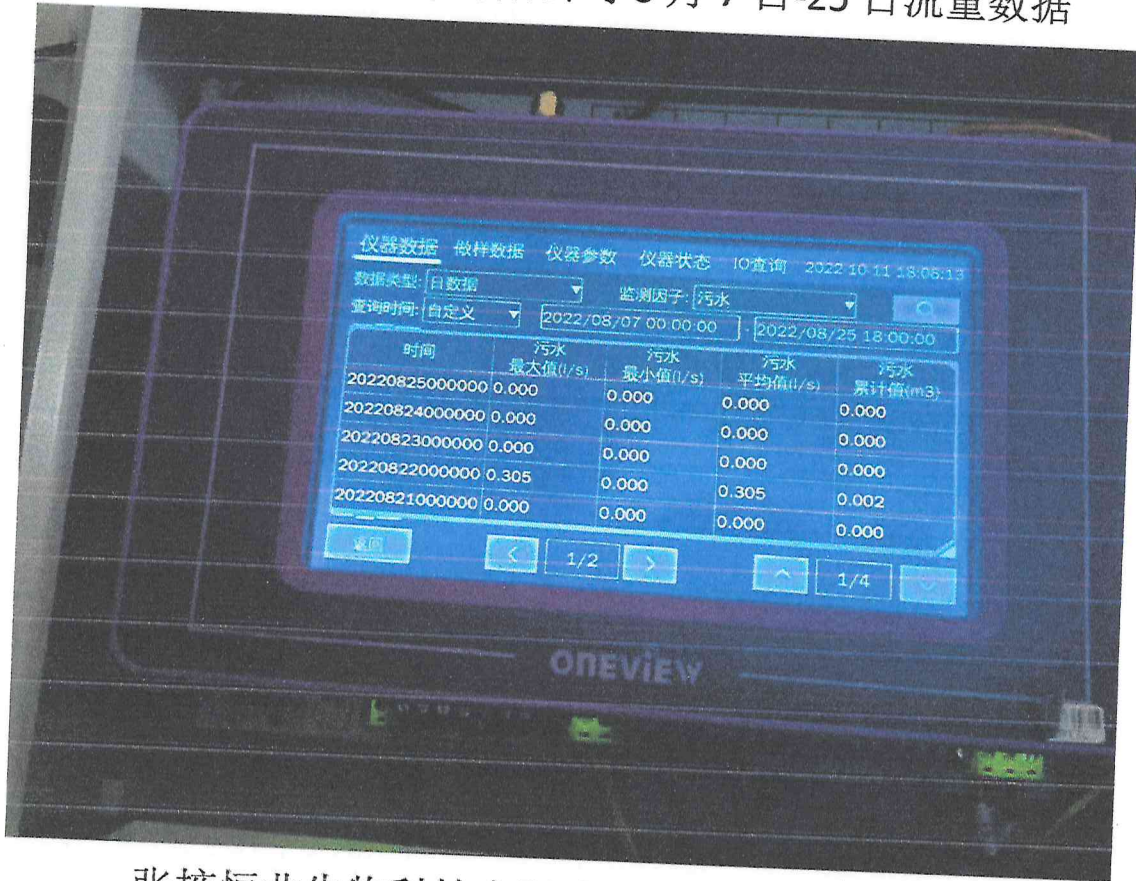 8月7日-25日流量数据
仪器数据 做样数据 仪器参数 仪器状态 IO查询 2022 10 11 18:06:13
数据类型: 日数据 监测因子: 污水
查询时间: 自定义 2022/08/07 00:00:00 - 2022/08/25 18:00:00
时间 污水 最大值(l/s) 污水 最小值(l/s) 污水 平均值(l/s) 污水 累计值(m3)
20220825000000 0.000 0.000 0.000 0.000
20220824000000 0.000 0.000 0.000 0.000
20220823000000 0.000 0.000 0.000 0.000
20220822000000 0.305 0.000 0.305 0.002
20220821000000 0.000 0.000 0.000 0.000
返回 < 1/2 > 1/4
ONEViEW